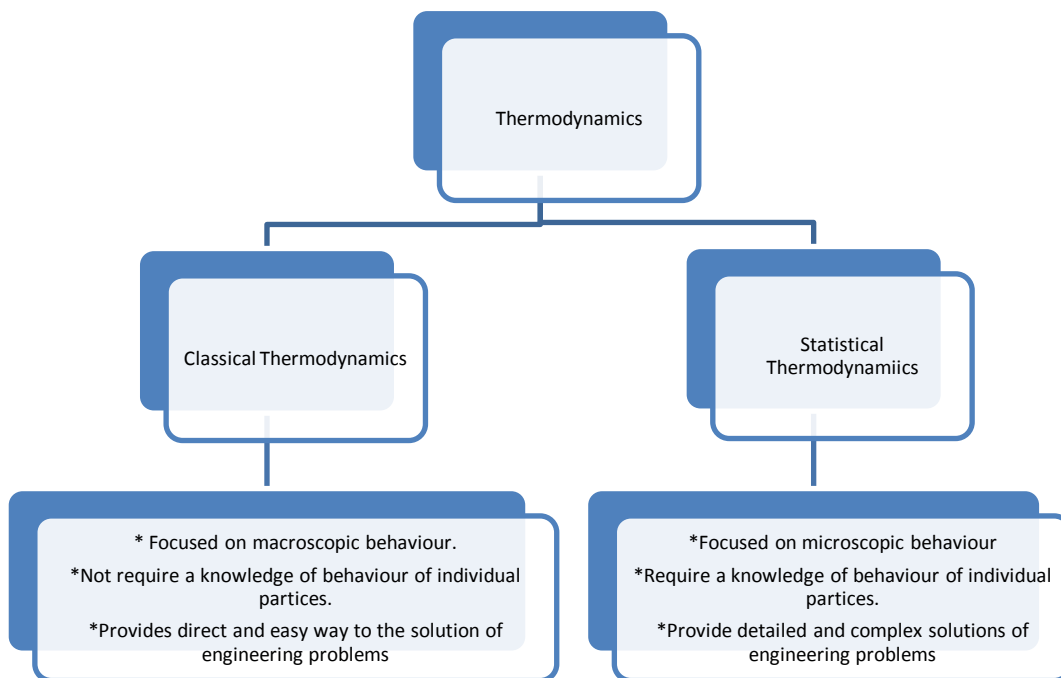 Thermodynamics
Classical Thermodynamics
Statistical
Thermodynamiics
* Focused on macroscopic behaviour.
*Not require a knowledge of behaviour of individual
partices.
*Provides direct and easy way to the solution of
engineering problems
*Focused on microscopic behaviour
*Require a knowledge of behaviour of individual
partices.
*Provide detailed and complex solutions of
engineering problems